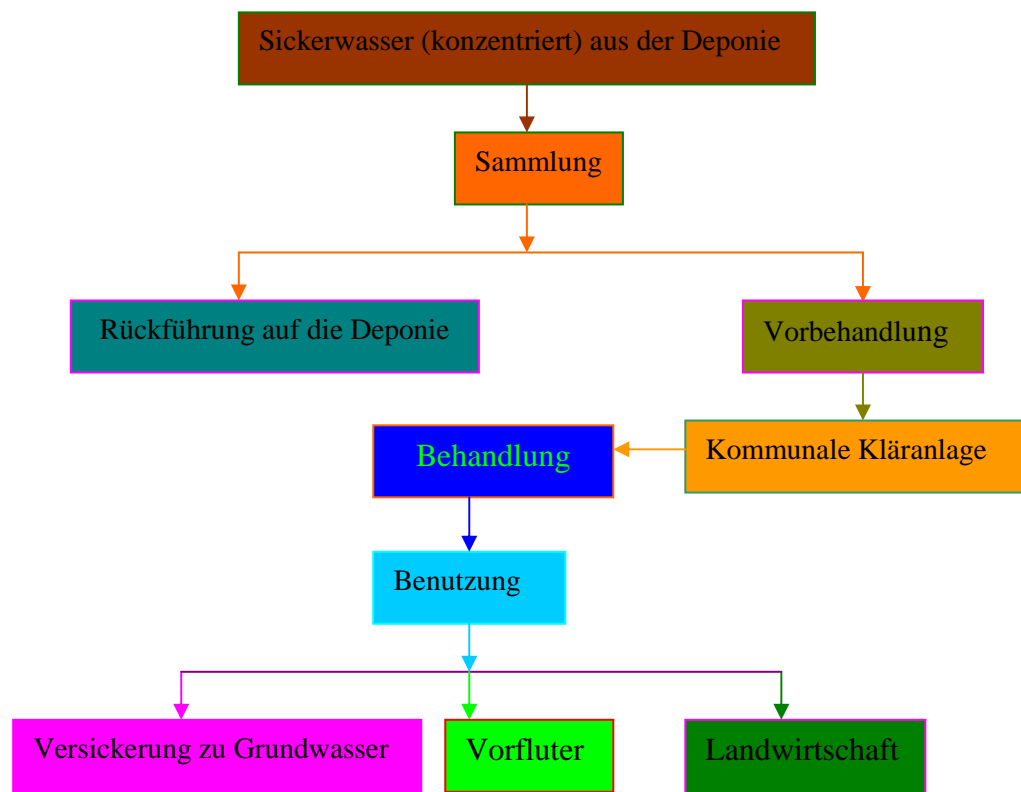 Sickerwasser (konzentriert) aus der Deponie
Sammlung
Rückführung auf die Deponie
Vorbehandlung
Behandlung
Kommunale Kläranlage
Benutzung
Versickerung zu Grundwasser
Vorfluter
Landwirtschaft